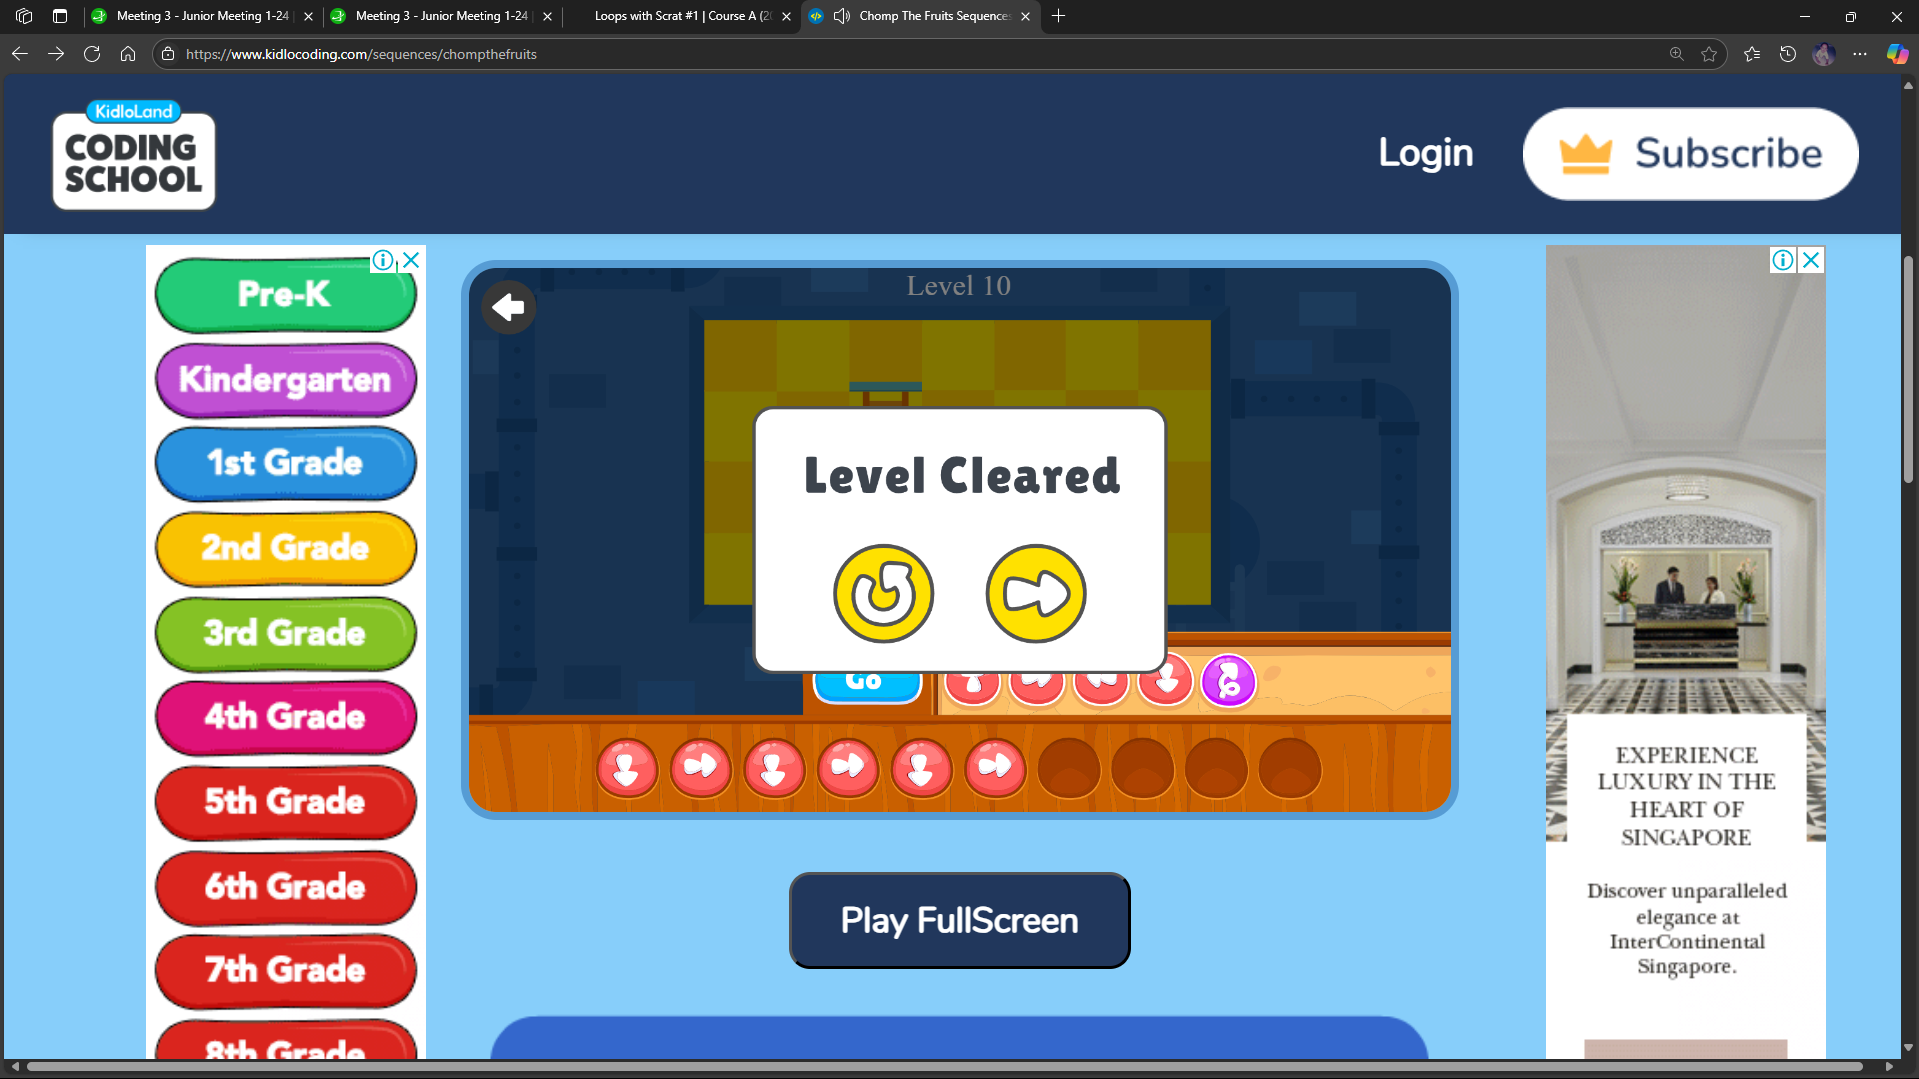 Meeting 3 - Junior Meeting 1-24
Meeting 3 - Junior Meeting 1-24
Loops with Scrat #1 | Course A (20
Chomp The Fruits Sequences
https://www.kidlocoding.com/sequences/chompthefruits
KidloLand
CODING
SCHOOL
Login
Subscribe
Pre-K
Kindergarten
1st Grade
2nd Grade
3rd Grade
4th Grade
5th Grade
6th Grade
7th Grade
8th Grade
Level 10
Level Cleared
Go
Play FullScreen
EXPERIENCE
LUXURY IN THE
HEART OF
SINGAPORE
Discover unparalleled
elegance at
InterContinental
Singapore.